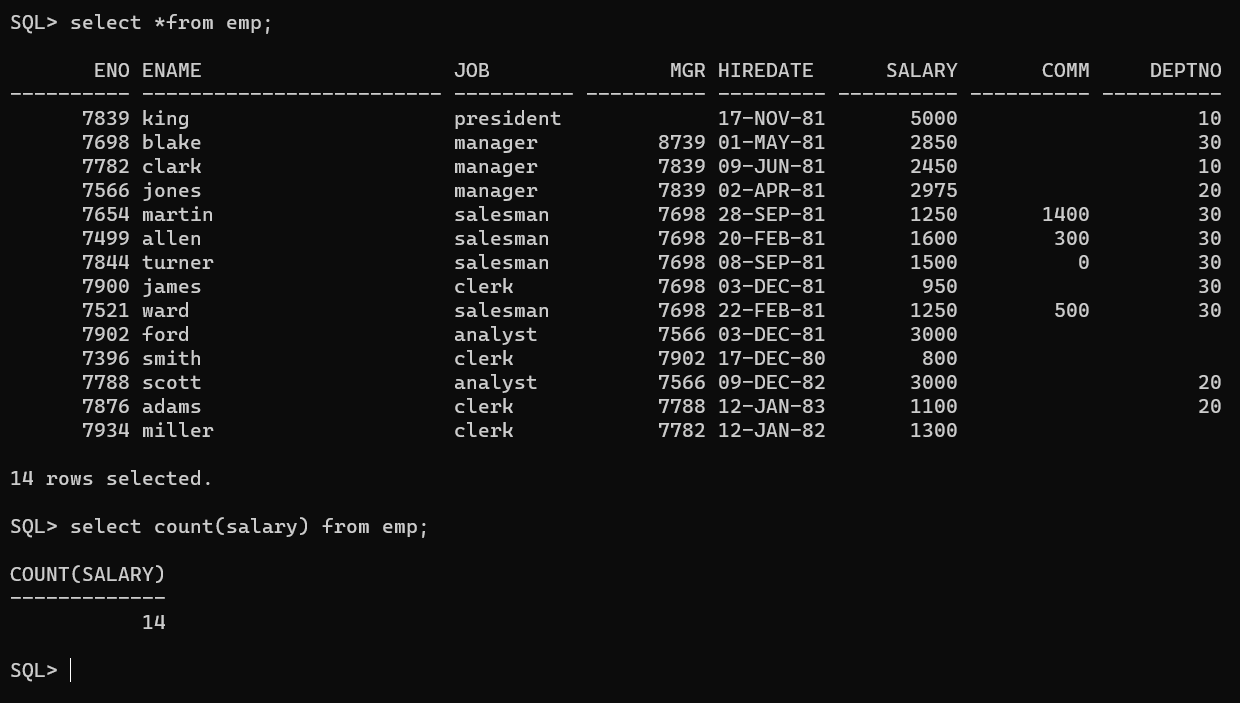 SQL> select *from emp;
       ENO ENAME                     JOB               MGR HIREDATE      SALARY       COMM     DEPTNO
---------- ------------------------- ---------- ---------- --------- ---------- ---------- ----------
      7839 king                      president             17-NOV-81       5000                    10
      7698 blake                     manager          8739 01-MAY-81       2850                    30
      7782 clark                     manager          7839 09-JUN-81       2450                    10
      7566 jones                     manager          7839 02-APR-81       2975                    20
      7654 martin                    salesman         7698 28-SEP-81       1250       1400         30
      7499 allen                     salesman         7698 20-FEB-81       1600        300         30
      7844 turner                    salesman         7698 08-SEP-81       1500          0         30
      7900 james                     clerk            7698 03-DEC-81        950                    30
      7521 ward                      salesman         7698 22-FEB-81       1250        500         30
      7902 ford                      analyst          7566 03-DEC-81       3000
      7396 smith                     clerk            7902 17-DEC-80        800
      7788 scott                     analyst          7566 09-DEC-82       3000                    20
      7876 adams                     clerk            7788 12-JAN-83       1100                    20
      7934 miller                    clerk            7782 12-JAN-82       1300
14 rows selected.
SQL> select count(salary) from emp;
COUNT(SALARY)
-------------
           14
SQL>